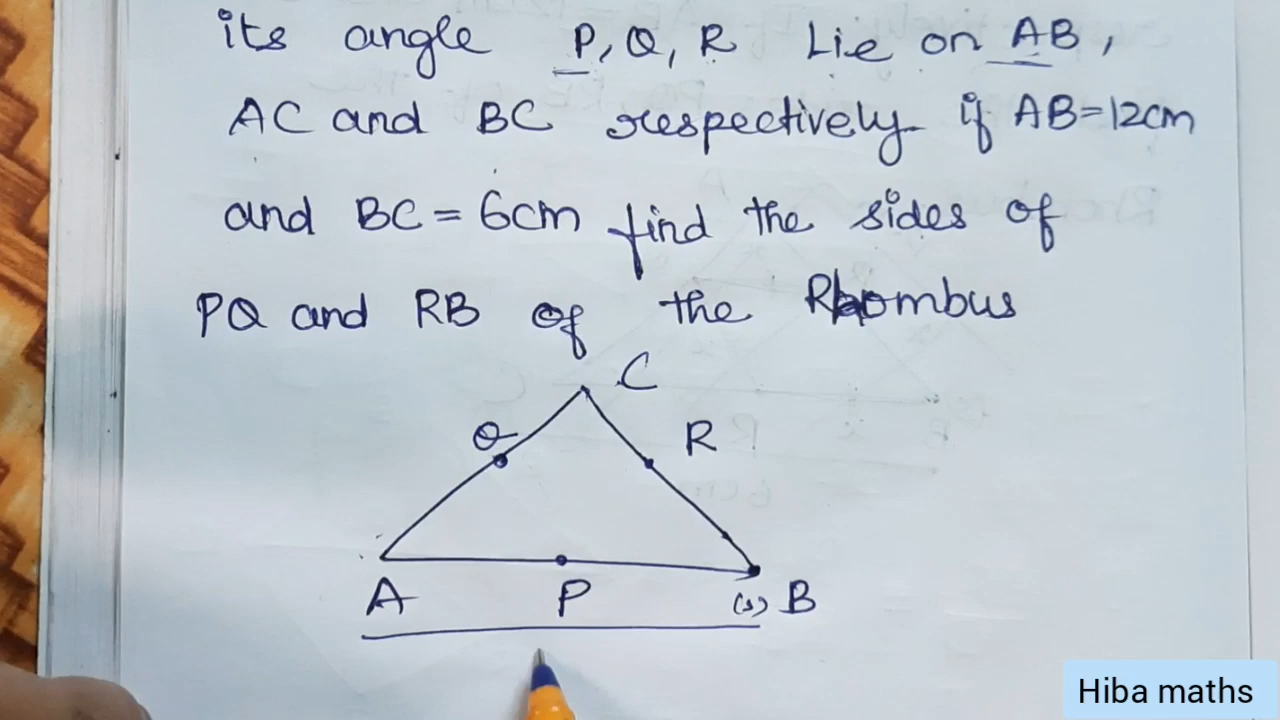 its angle P, Q, R Lie on AB,
AC and BC respectively if AB=12cm
and BC = 6cm find the sides of
PQ and RB of the Rhombus
C
Q R
A P (s) B
Hiba maths